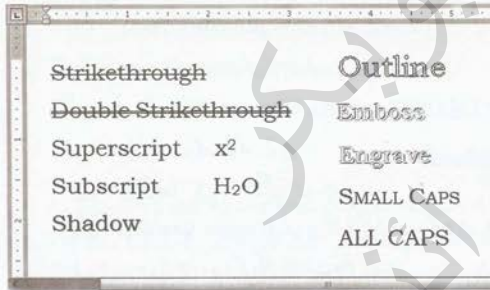 Strikethrough
Double Strikethrough
Superscript x²
Subscript H₂O
Shadow
Outline
Emboss
Engrave
SMALL CAPS
ALL CAPS